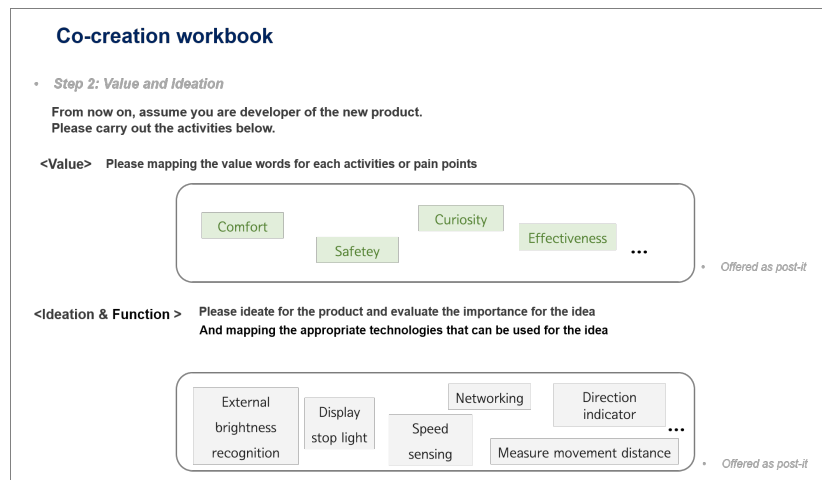 Co-creation workbook
• Step 2: Value and Ideation
From now on, assume you are developer of the new product.
Please carry out the activities below.
<Value> Please mapping the value words for each activities or pain points
Comfort
Safetey
Curiosity
Effectiveness
...
• Offered as post-it
<Ideation & Function > Please ideate for the product and evaluate the importance for the idea
And mapping the appropriate technologies that can be used for the idea
External
brightness
recognition
Display
stop light
Speed
sensing
Networking
Direction
indicator
Measure movement distance
...
• Offered as post-it